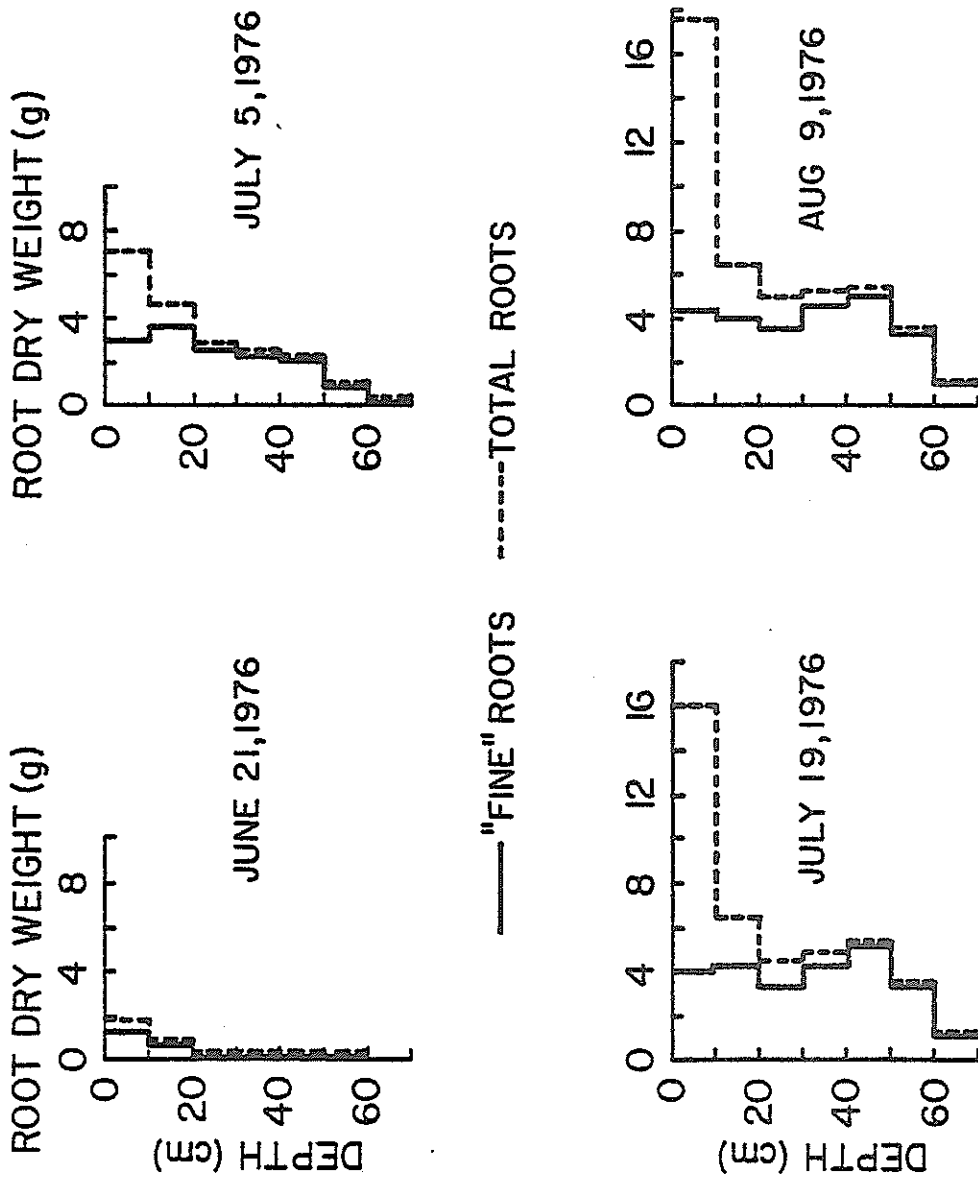 ROOT DRY WEIGHT (g)
0 4 8
0
20
40
60
DEPTH (cm)
JUNE 21, 1976
ROOT DRY WEIGHT (g)
0 4 8
0
20
40
60
JULY 5, 1976
"FINE" ROOTS
TOTAL ROOTS
0 4 8 12 16
0
20
40
60
DEPTH (cm)
JULY 19, 1976
0 4 8 12 16
0
20
40
60
AUG 9, 1976